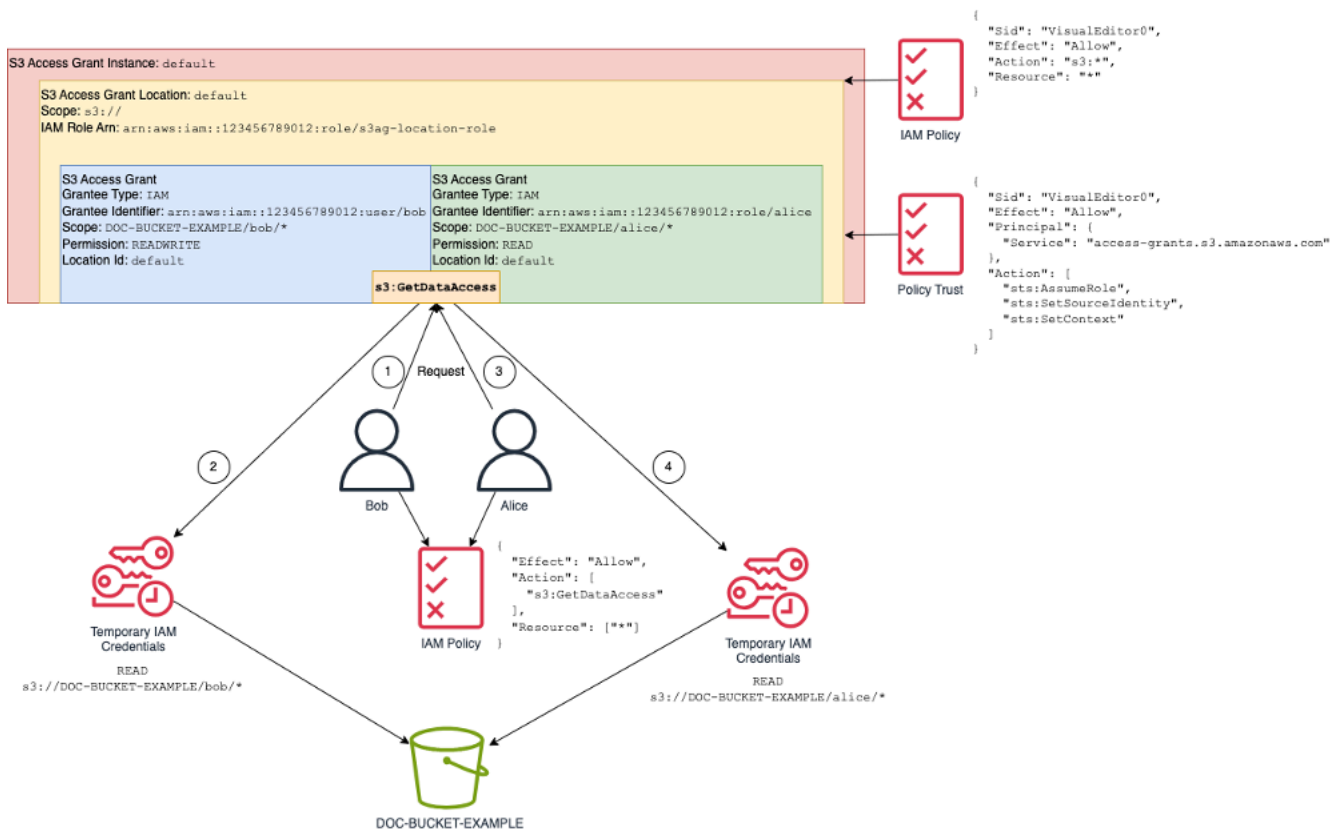 S3 Access Grant Instance: default
S3 Access Grant Location: default
Scope: s3://
IAM Role Arn: arn:aws:iam::123456789012:role/s3ag-location-role
S3 Access Grant
Grantee Type: IAM
Grantee Identifier: arn:aws:iam::123456789012:user/bob
Scope: DOC-BUCKET-EXAMPLE/bob/*
Permission: READWRITE
Location Id: default
S3 Access Grant
Grantee Type: IAM
Grantee Identifier: arn:aws:iam::123456789012:role/alice
Scope: DOC-BUCKET-EXAMPLE/alice/*
Permission: READ
Location Id: default
s3:GetDataAccess
{
"Sid": "VisualEditor0",
"Effect": "Allow",
"Action": "s3:*",
"Resource": "*"
}
IAM Policy
{
"Sid": "VisualEditor0",
"Effect": "Allow",
"Principal": {
"Service": "access-grants.s3.amazonaws.com"
},
"Action": [
"sts:AssumeRole",
"sts:SetSourceIdentity",
"sts:SetContext"
]
}
Policy Trust
1
Request
3
2
4
Bob
Alice
{
"Effect": "Allow",
"Action": [
"s3:GetDataAccess"
],
"Resource": ["*"]
}
IAM Policy
Temporary IAM
Credentials
READ
s3://DOC-BUCKET-EXAMPLE/bob/*
Temporary IAM
Credentials
READ
s3://DOC-BUCKET-EXAMPLE/alice/*
DOC-BUCKET-EXAMPLE